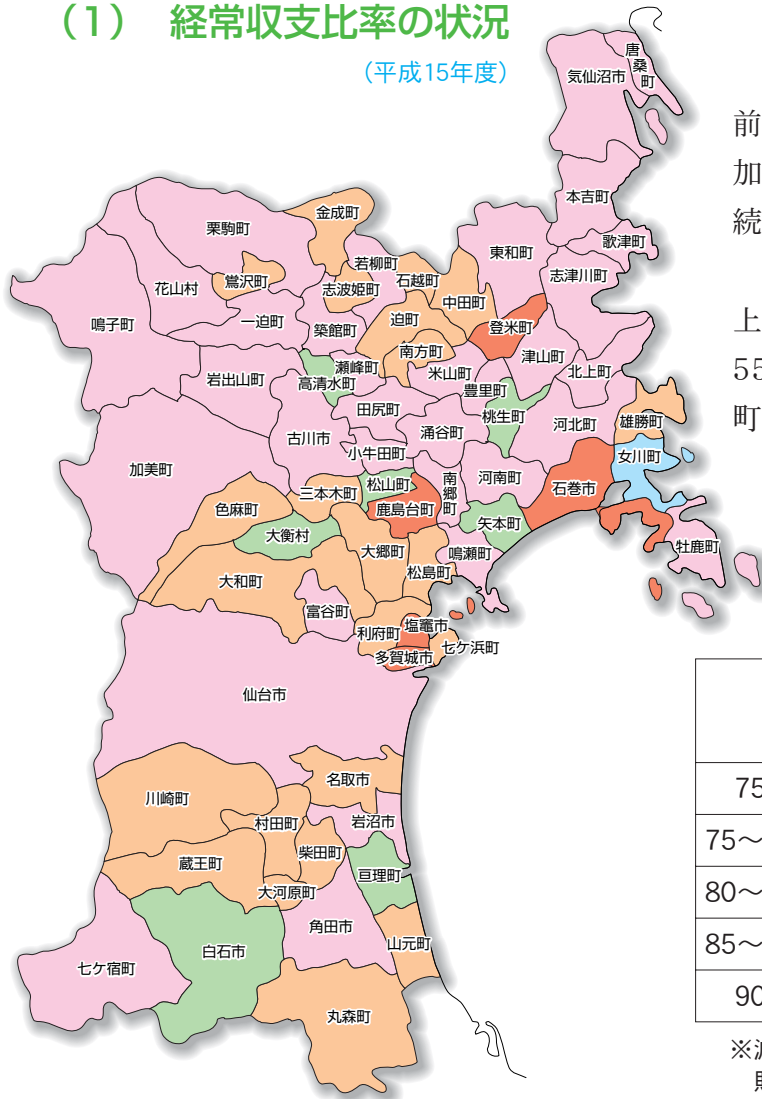 (1) 経常収支比率の状況
(平成15年度)
唐桑町
気仙沼市
本吉町
歌津町
志津川町
金成町
栗駒町
東和町
若柳町
石越町
鶯沢町
志波姫町
中田町
花山村
鳴子町
一迫町
築館町
迫町
登米町
南方町
津山町
瀬峰町
米山町
北上町
岩出山町
高清水町
豊里町
田尻町
桃生町
河北町
雄勝町
古川市
涌谷町
小牛田町
女川町
加美町
南郷町
河南町
松山町
石巻市
三本木町
鹿島台町
色麻町
矢本町
大衡村
牡鹿町
大郷町
鳴瀬町
松島町
大和町
富谷町
利府町
塩竈市
七ケ浜町
多賀城市
仙台市
名取市
川崎町
村田町
岩沼市
柴田町
蔵王町
亘理町
大河原町
角田市
山元町
白石市
七ケ宿町
丸森町
前
加
続
上
55
町
75
75～
80～
85～
90